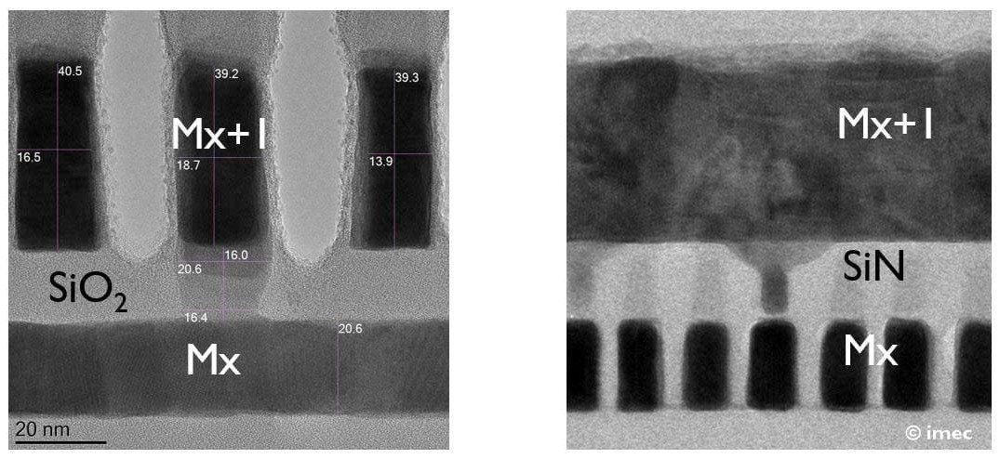 40.5
39.2
39.3
Mx+1
16.5
18.7
13.9
16.0
20.6
SiO2
16.4
20.6
Mx
20 nm
Mx+1
SiN
Mx
© imec